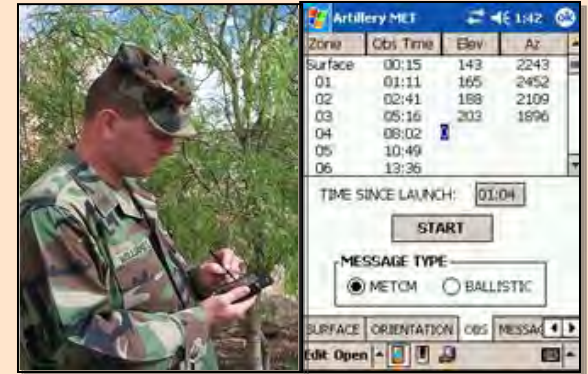 Artillery MET 1:42 ok
Zone Obs Time Elev Az
Surface 00:15 143 2243
01 01:11 165 2452
02 02:41 188 2109
03 05:16 203 1896
04 08:02 0
05 10:49
06 13:36
TIME SINCE LAUNCH: 01:04
START
MESSAGE TYPE
METCM BALLISTIC
SURFACE ORIENTATION OBS MESSAG
Edit Open